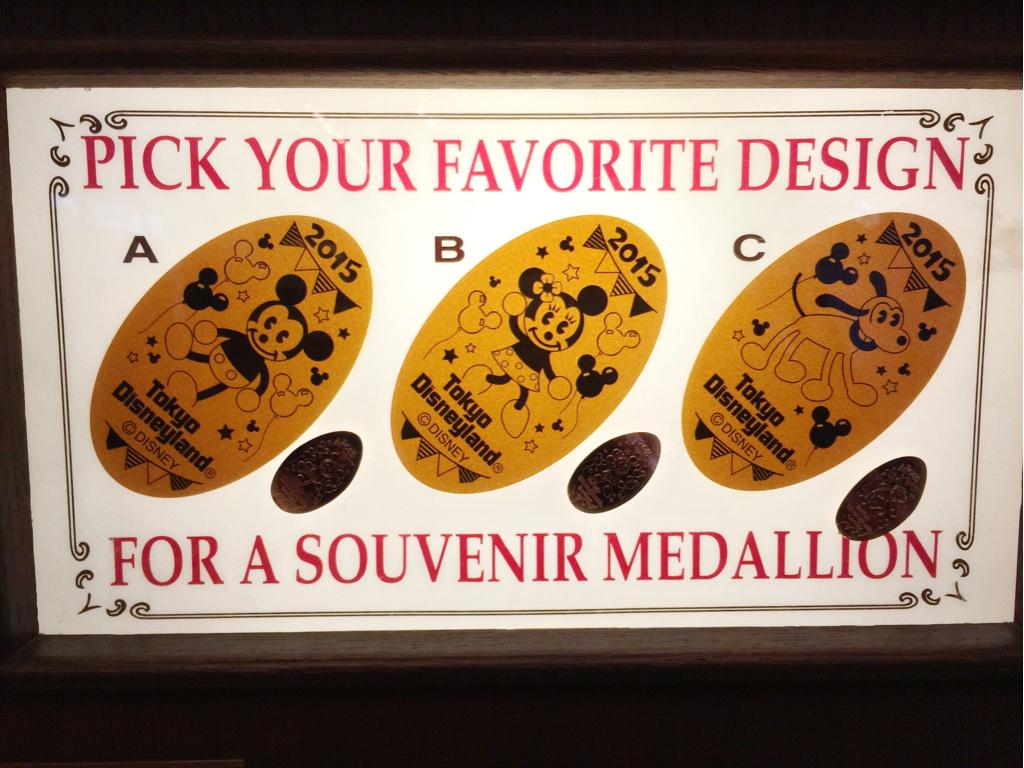 PICK YOUR FAVORITE DESIGN
A
2015
Tokyo
Disneyland®
©DISNEY
B
2015
Tokyo
Disneyland®
©DISNEY
C
2015
Tokyo
Disneyland®
©DISNEY
FOR A SOUVENIR MEDALLION